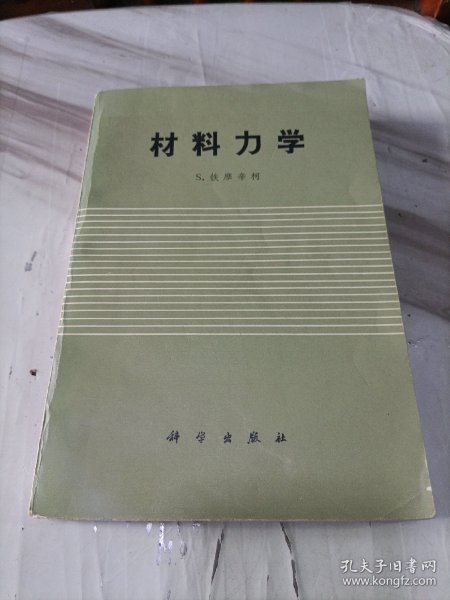 材料力学
S. 铁摩辛柯
科学出版社
孔夫子旧书网
www.kongfz.com